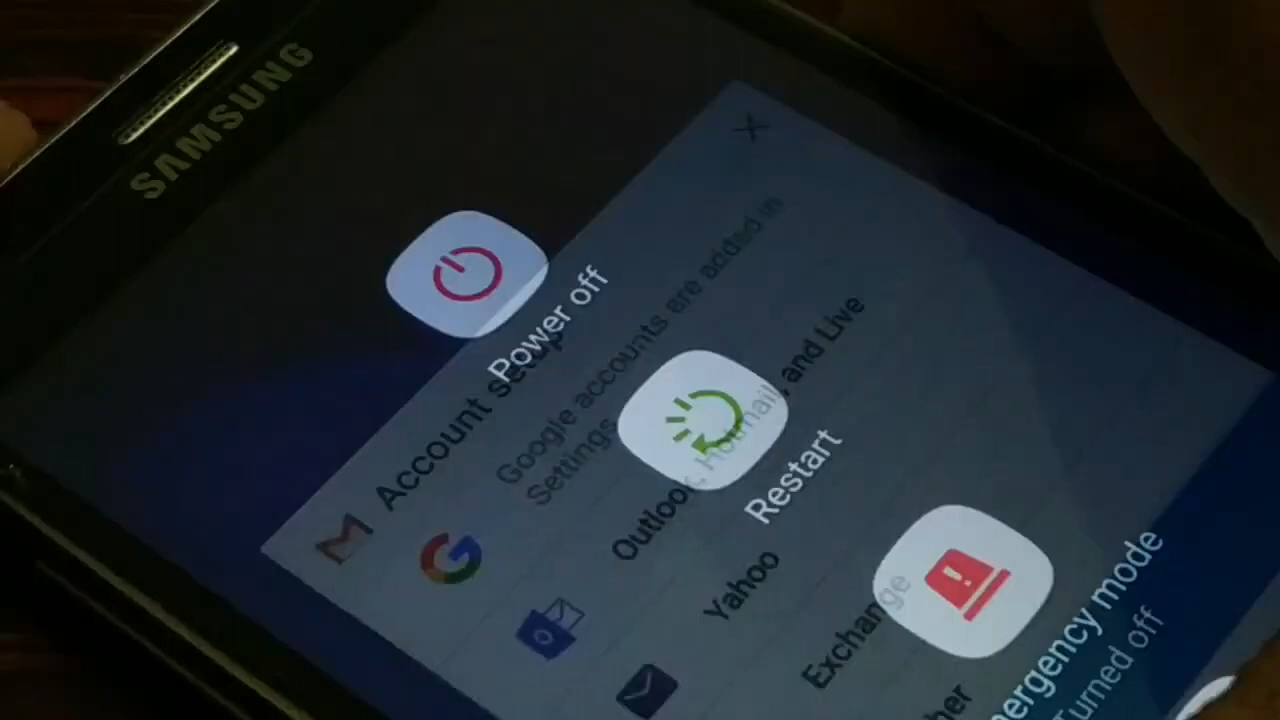 SAMSUNG
Power off
Account setup
Google accounts are added in
Settings
Restart
Outlook, Hotmail, and Live
Yahoo
Exchange
Emergency mode
Turned off